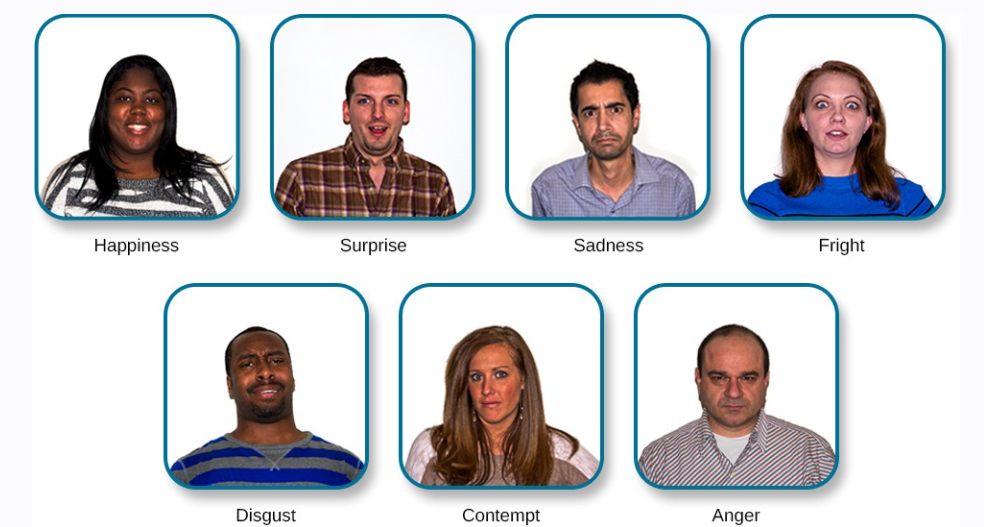 Happiness
Surprise
Sadness
Fright
Disgust
Contempt
Anger